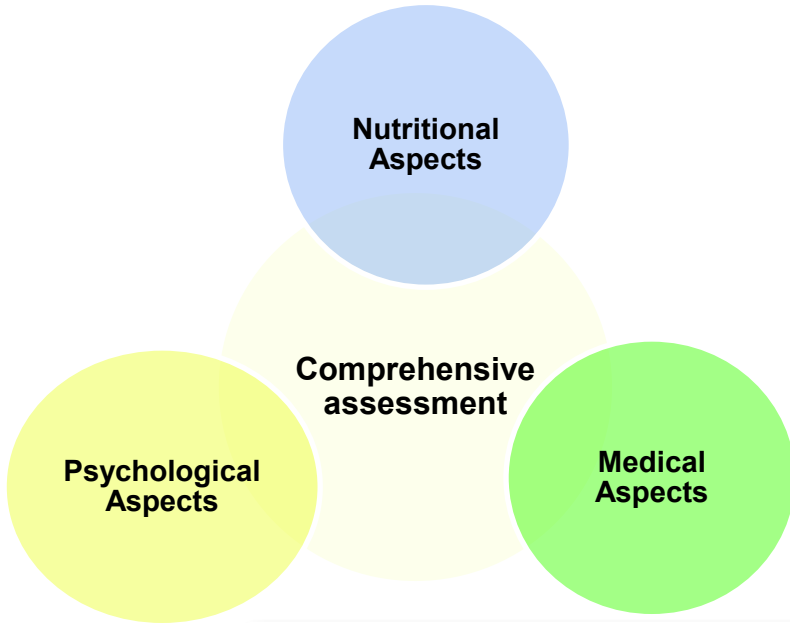 Nutritional
Aspects
Comprehensive
assessment
Psychological
Aspects
Medical
Aspects